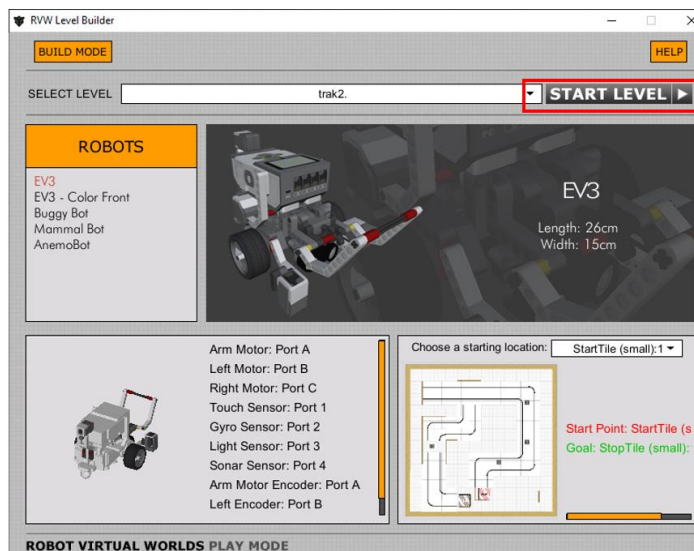 RVW Level Builder
BUILD MODE
HELP
SELECT LEVEL
trak2.
START LEVEL
ROBOTS
EV3
EV3 - Color Front
Buggy Bot
Mammal Bot
AnemoBot
EV3
Length: 26cm
Width: 15cm
Arm Motor: Port A
Left Motor: Port B
Right Motor: Port C
Touch Sensor: Port 1
Gyro Sensor: Port 2
Light Sensor: Port 3
Sonar Sensor: Port 4
Arm Motor Encoder: Port A
Left Encoder: Port B
Choose a starting location:
StartTile (small):1
Start Point: StartTile (s
Goal: StopTile (small):
ROBOT VIRTUAL WORLDS PLAY MODE